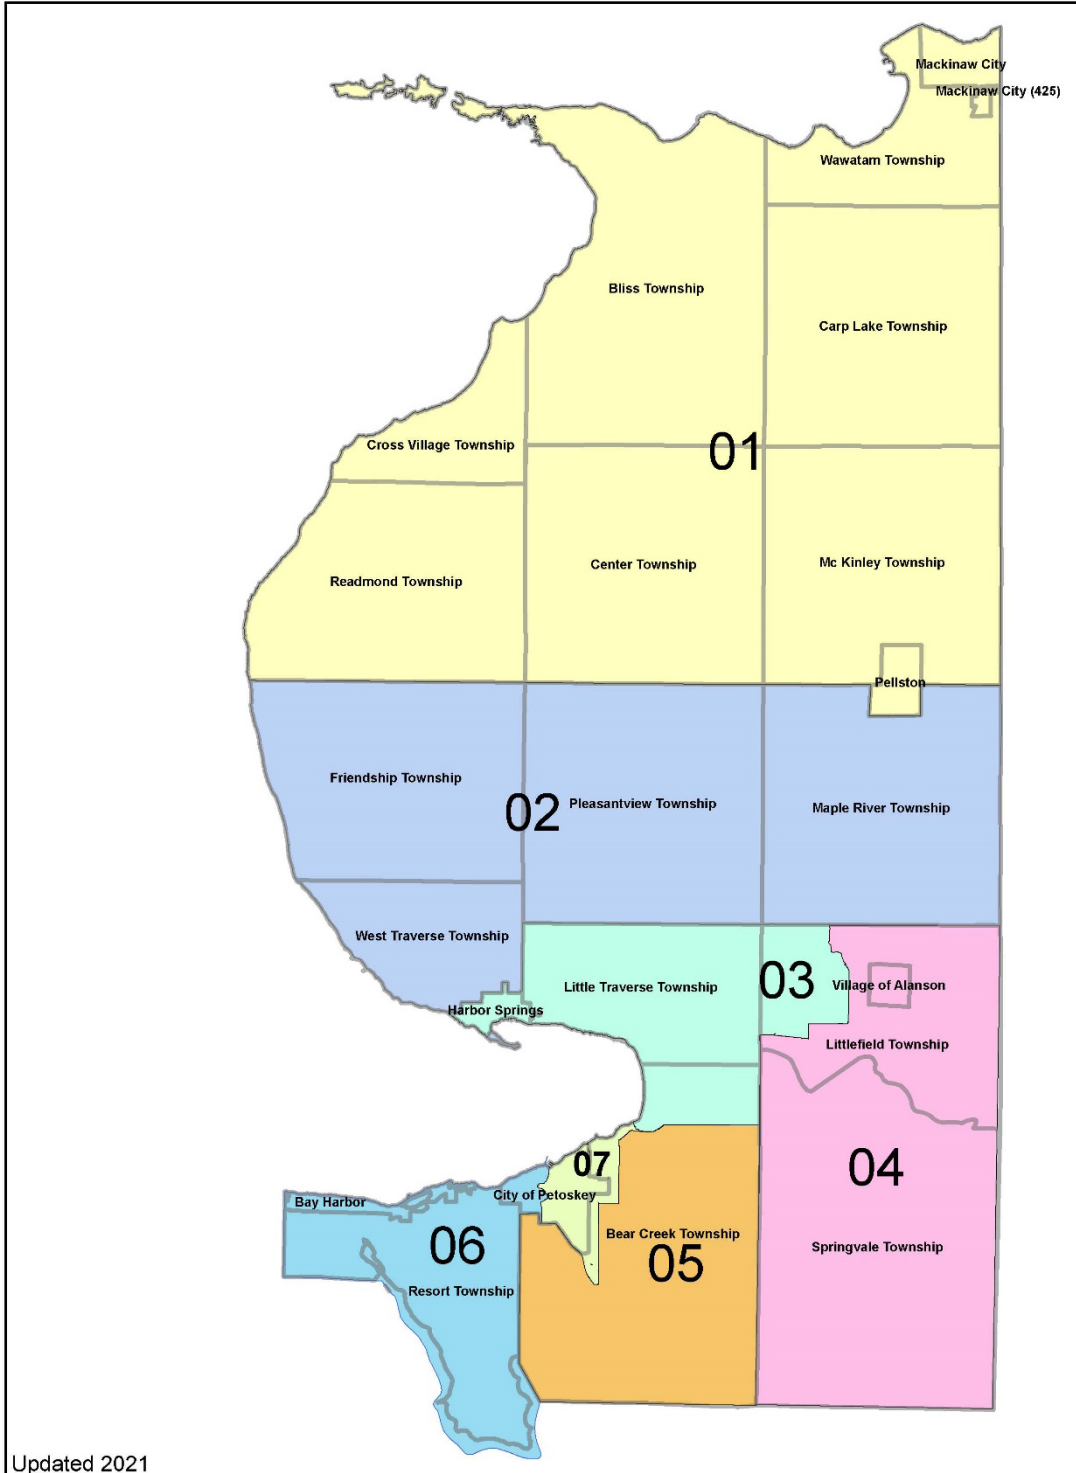 Mackinaw City
Mackinaw City (425)
Wawatam Township
Bliss Township
Carp Lake Township
Cross Village Township
01
Center Township
Mc Kinley Township
Readmond Township
Pellston
Friendship Township
Pleasantview Township
Maple River Township
02
West Traverse Township
Little Traverse Township
03
Village of Alanson
Harbor Springs
Littlefield Township
07
04
City of Petoskey
Bay Harbor
Bear Creek Township
06
Springvale Township
05
Resort Township
Updated 2021